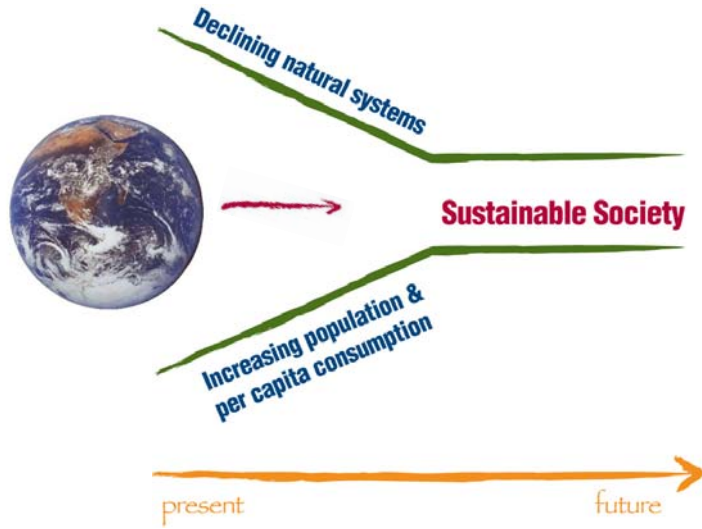 Declining natural systems
Sustainable Society
Increasing population &
per capita consumption
present
future